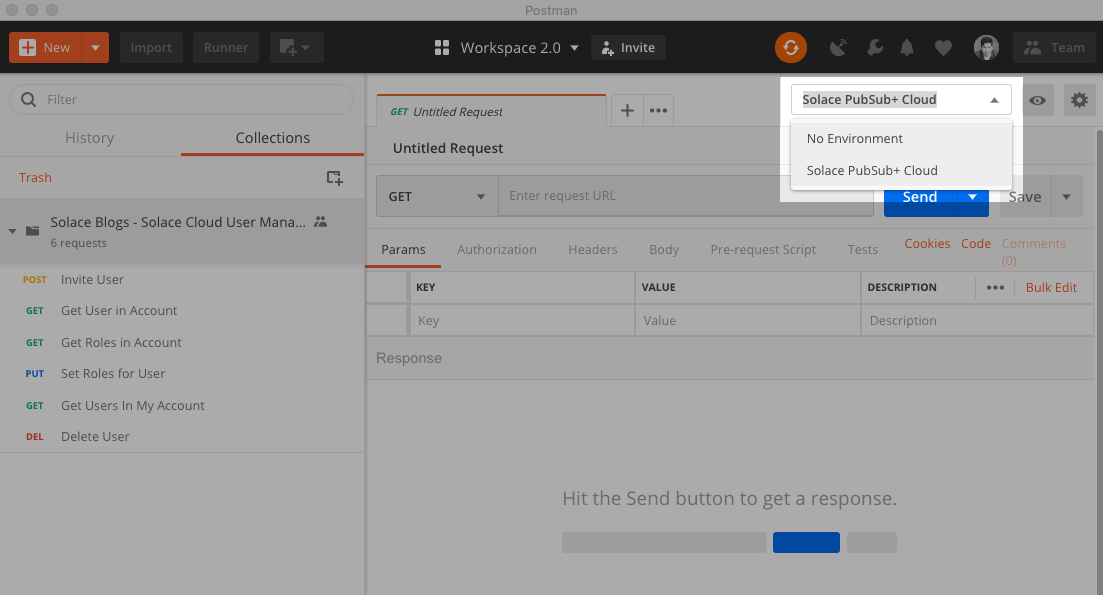 Postman
New
Import
Runner
Workspace 2.0
Invite
Team
Filter
History
Collections
Trash
Solace Blogs - Solace Cloud User Mana...
6 requests
POST Invite User
GET Get User in Account
GET Get Roles in Account
PUT Set Roles for User
GET Get Users In My Account
DEL Delete User
GET Untitled Request
Solace PubSub+ Cloud
No Environment
Solace PubSub+ Cloud
Untitled Request
GET
Enter request URL
Send
Save
Params
Authorization
Headers
Body
Pre-request Script
Tests
Cookies
Code
Comments
(0)
KEY
VALUE
DESCRIPTION
Bulk Edit
Key
Value
Description
Response
Hit the Send button to get a response.